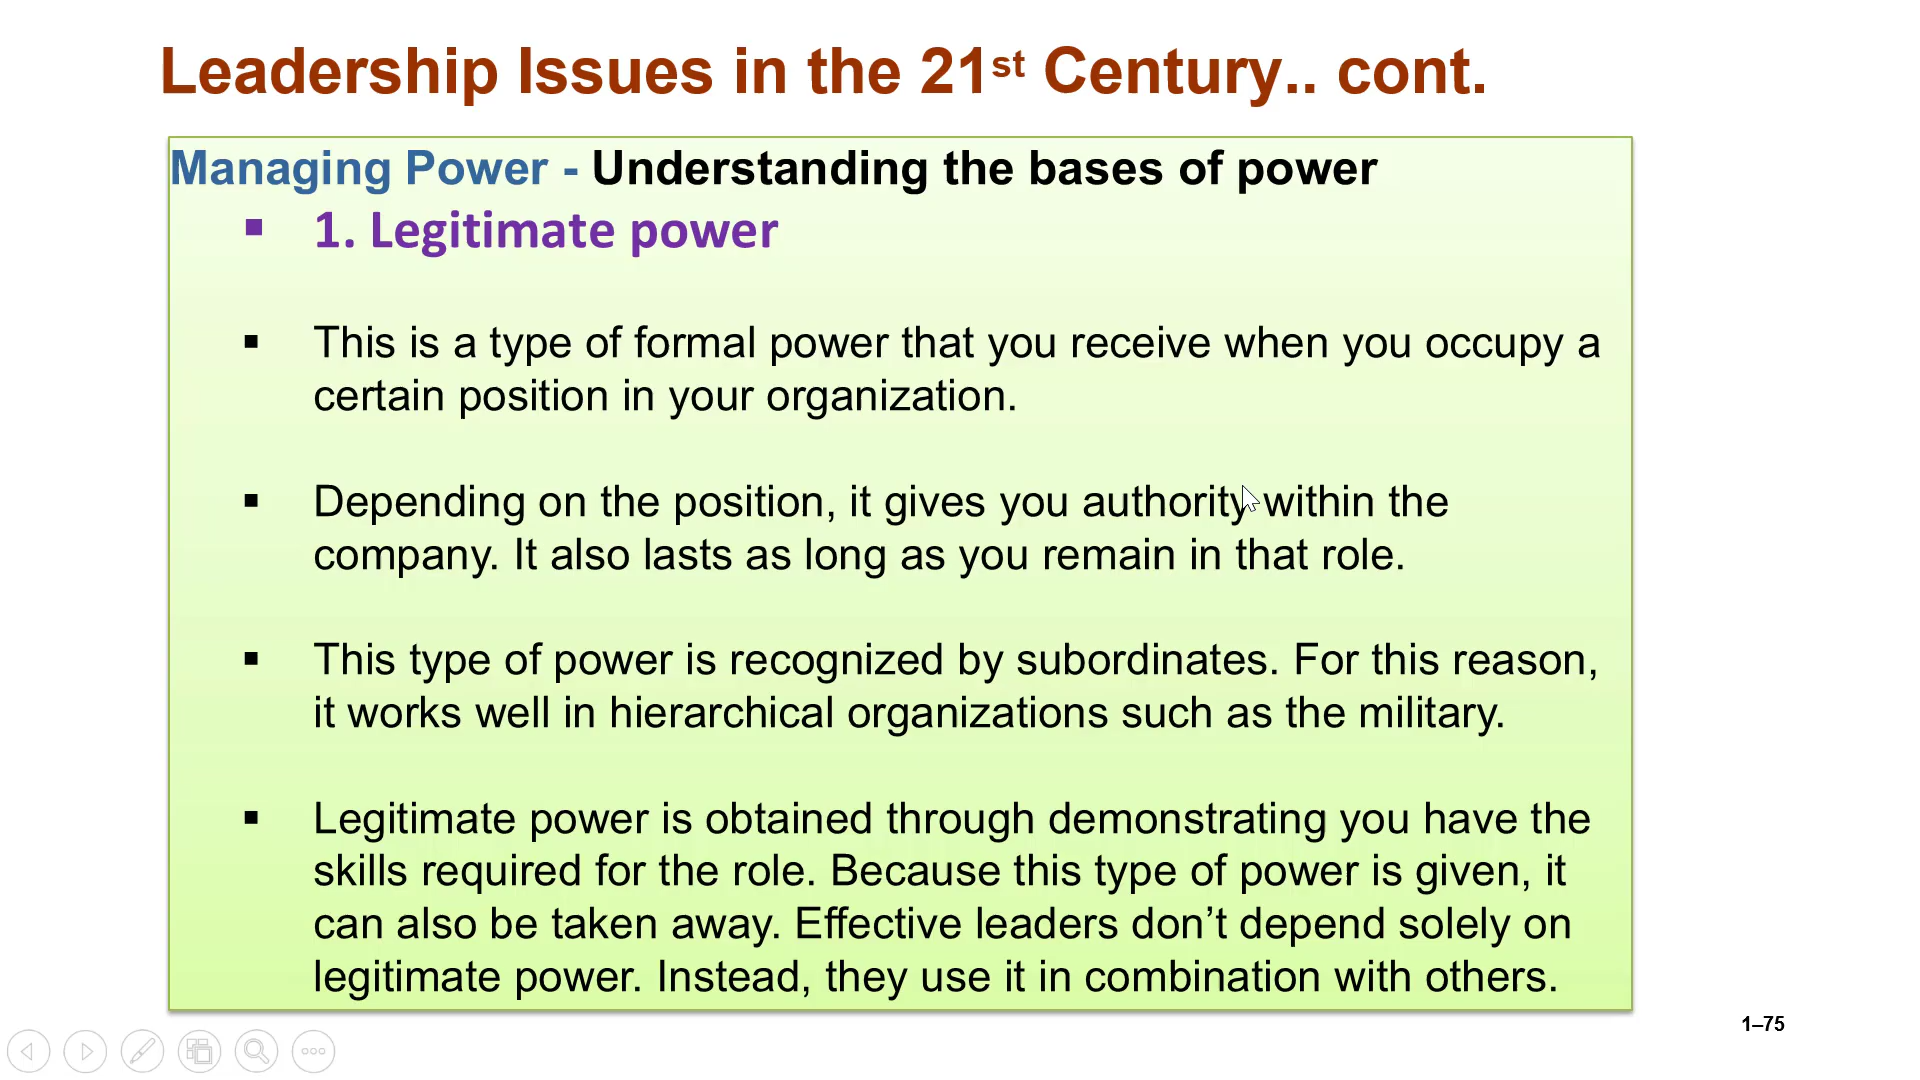 Leadership Issues in the 21st Century.. cont.
Managing Power - Understanding the bases of power
▪ 1. Legitimate power
▪ This is a type of formal power that you receive when you occupy a
certain position in your organization.
▪ Depending on the position, it gives you authority within the
company. It also lasts as long as you remain in that role.
▪ This type of power is recognized by subordinates. For this reason,
it works well in hierarchical organizations such as the military.
▪ Legitimate power is obtained through demonstrating you have the
skills required for the role. Because this type of power is given, it
can also be taken away. Effective leaders don’t depend solely on
legitimate power. Instead, they use it in combination with others.
1–75